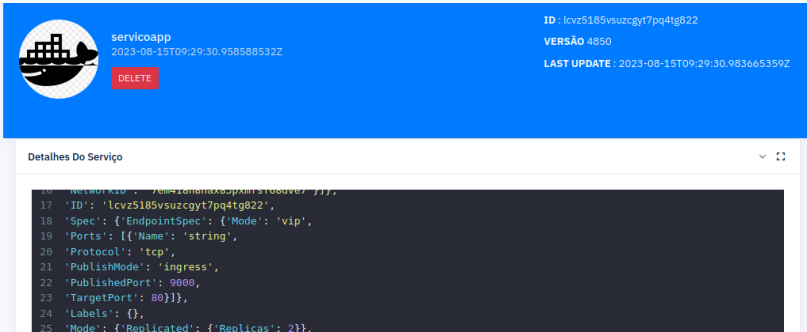 servicoapp
2023-08-15T09:29:30.958588532Z
DELETE
ID : lcvz5185vsuzcgyt7pq4tg822
VERSÃO 4850
LAST UPDATE : 2023-08-15T09:29:30.983665359Z
Detalhes Do Serviço
16 'NetworkID' :
17 'ID': 'lcvz5185vsuzcgyt7pq4tg822',
18 'Spec': {'EndpointSpec': {'Mode': 'vip',
19 'Ports': [{'Name': 'string',
20 'Protocol': 'tcp',
21 'PublishMode': 'ingress',
22 'PublishedPort': 9000,
23 'TargetPort': 80}]},
24 'Labels': {},
25 'Mode': {'Replicated': {'Replicas': 2}},